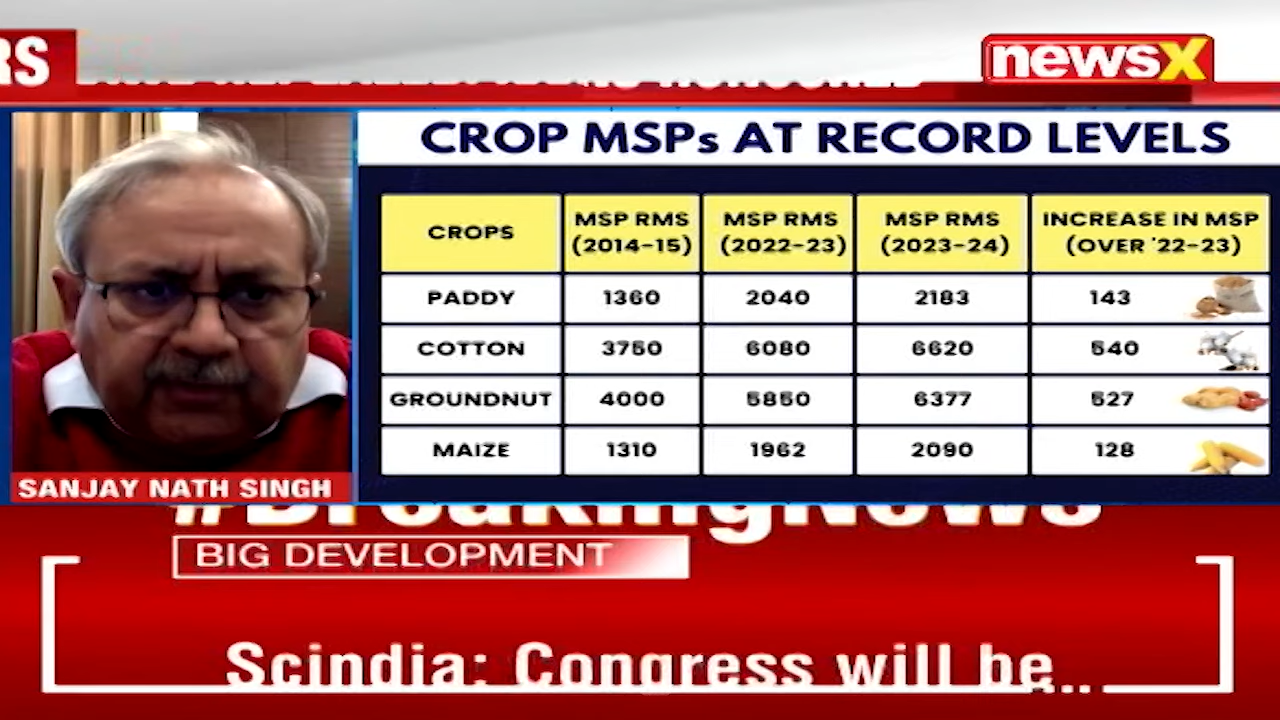 RS
newsX
CROP MSPs AT RECORD LEVELS
CROPS MSP RMS (2014-15) MSP RMS (2022-23) MSP RMS (2023-24) INCREASE IN MSP (OVER '22-23)
PADDY 1360 2040 2183 143
COTTON 3750 6080 6620 540
GROUNDNUT 4000 5850 6377 527
MAIZE 1310 1962 2090 128
SANJAY NATH SINGH
#BreakingNews
BIG DEVELOPMENT
Scindia: Congress will be...